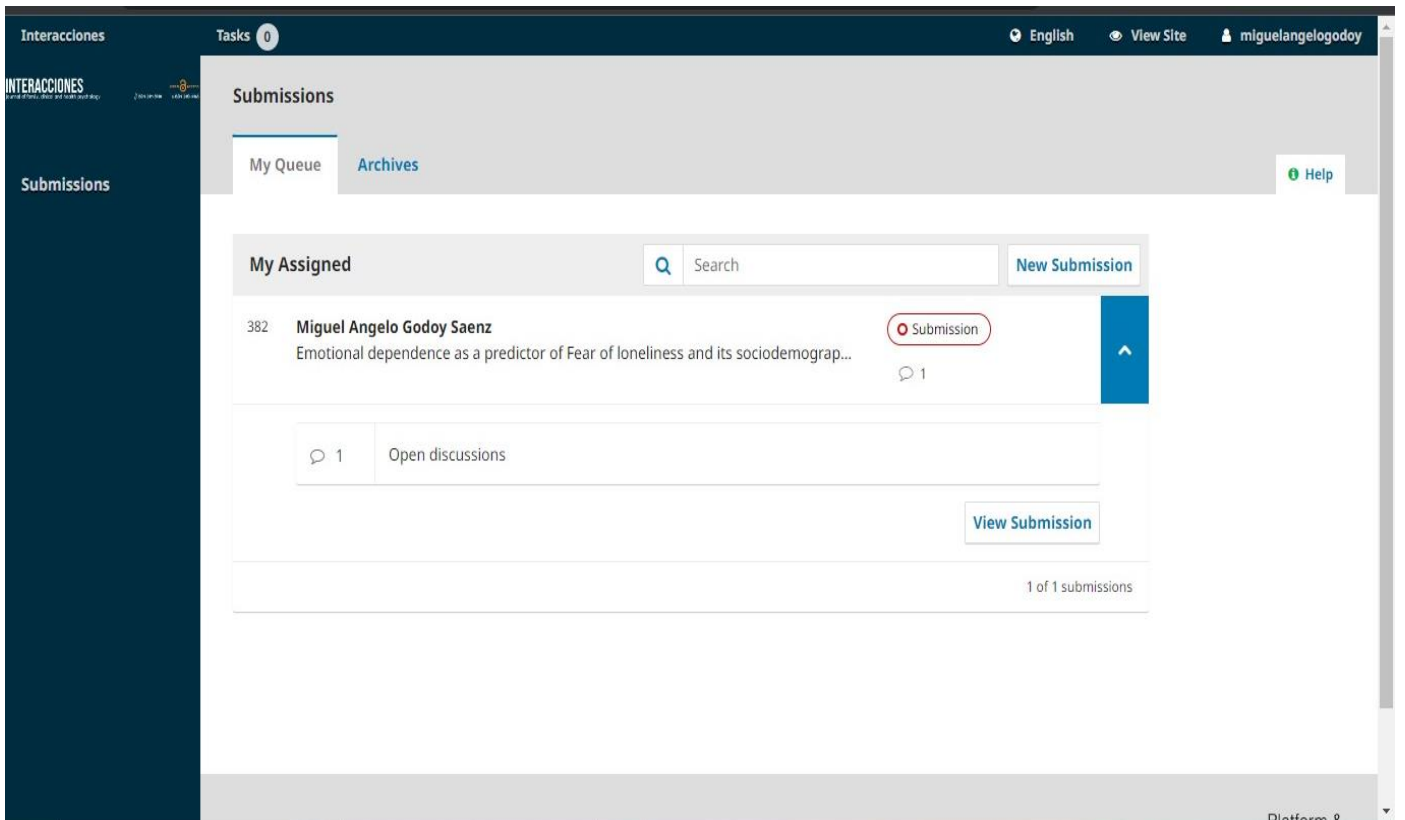 Interacciones Tasks 0 English View Site miguelangelogodoy
INTERACCIONES
Submissions
My Queue Archives
Help
Submissions
My Assigned Search New Submission
382 Miguel Angelo Godoy Saenz Submission
Emotional dependence as a predictor of Fear of loneliness and its sociodemograp...
1
1 Open discussions
View Submission
1 of 1 submissions
Platform &